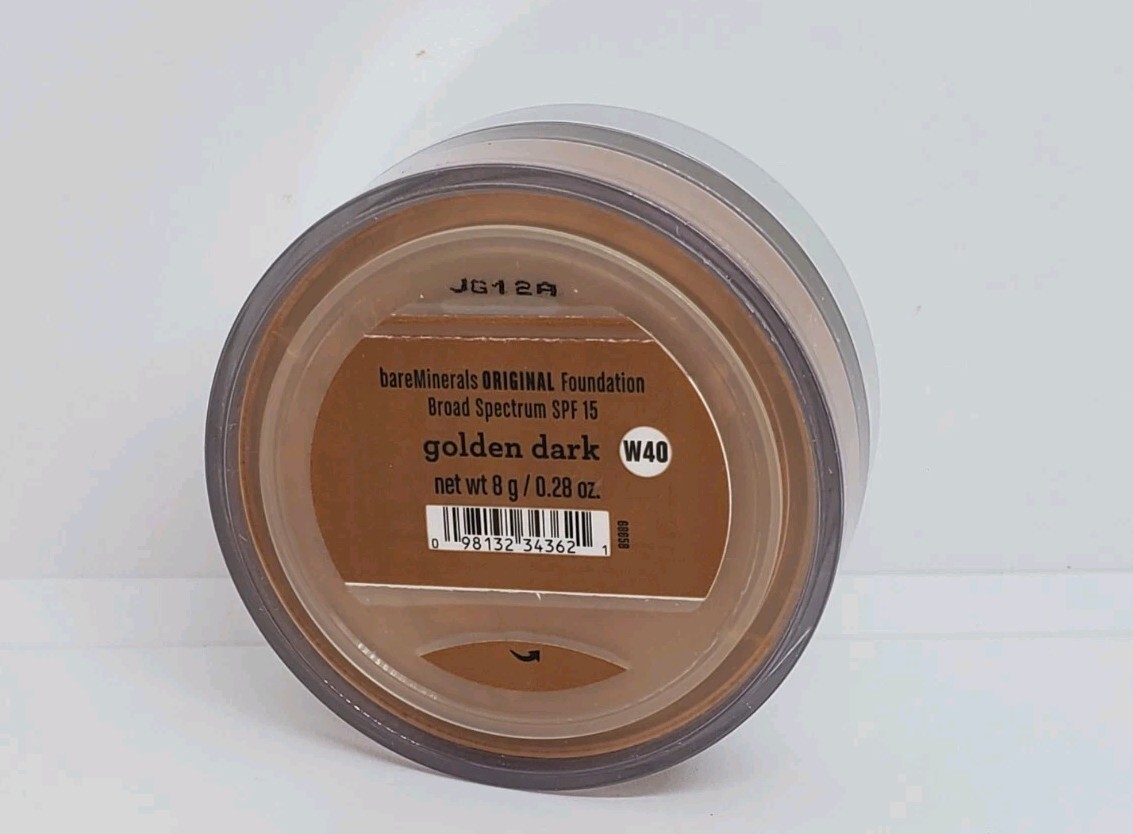 JG12A
bareMinerals ORIGINAL Foundation
Broad Spectrum SPF 15
golden dark W40
net wt 8 g / 0.28 oz.
0 98132 34362 1
68658